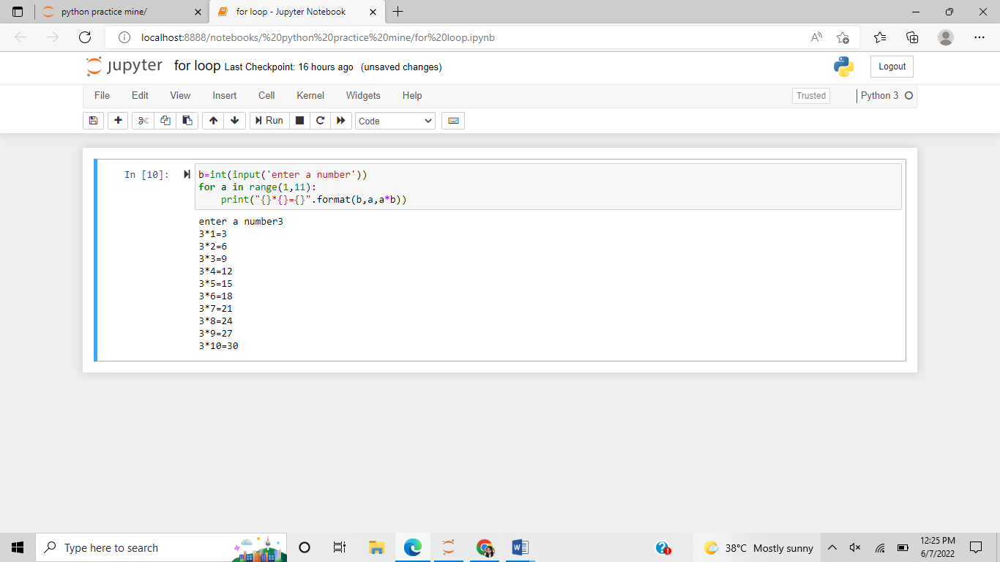 python practice mine/
for loop - Jupyter Notebook
localhost:8888/notebooks/%20python%20practice%20mine/for%20loop.ipynb
jupyter for loop Last Checkpoint: 16 hours ago (unsaved changes)
Logout
File Edit View Insert Cell Kernel Widgets Help
Trusted Python 3
Run Code
In [10]:
b=int(input('enter a number'))
for a in range(1,11):
    print("{}*{}={}".format(b,a,a*b))
enter a number3
3*1=3
3*2=6
3*3=9
3*4=12
3*5=15
3*6=18
3*7=21
3*8=24
3*9=27
3*10=30
Type here to search
38°C Mostly sunny
12:25 PM
6/7/2022